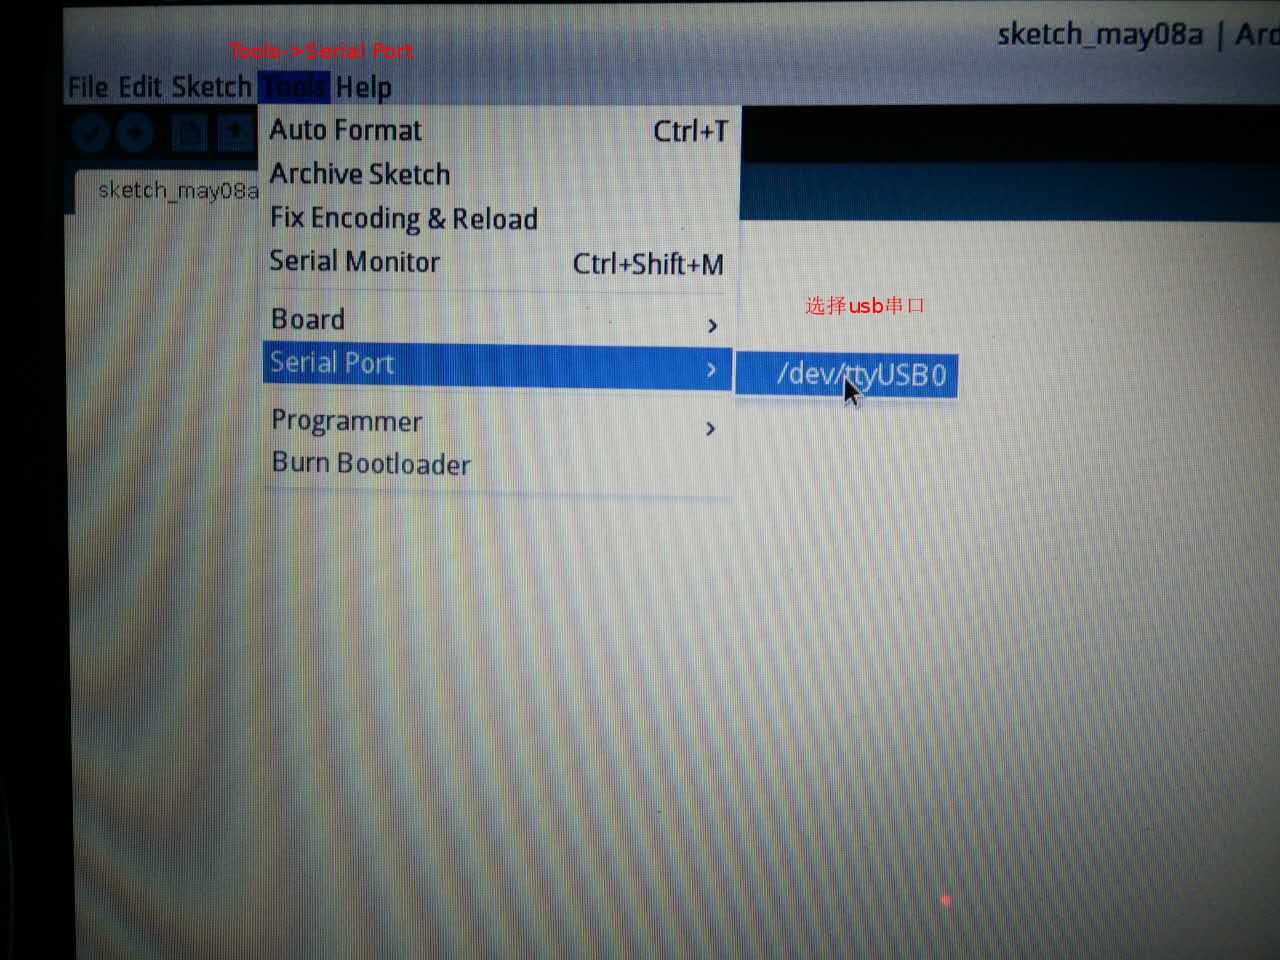 sketch_may08a | Ard
Tools->Serial Port
File Edit Sketch Tools Help
Auto Format Ctrl+T
Archive Sketch
sketch_may08a
Fix Encoding & Reload
Serial Monitor Ctrl+Shift+M
选择usb串口
Board
Serial Port
/dev/ttyUSB0
Programmer
Burn Bootloader